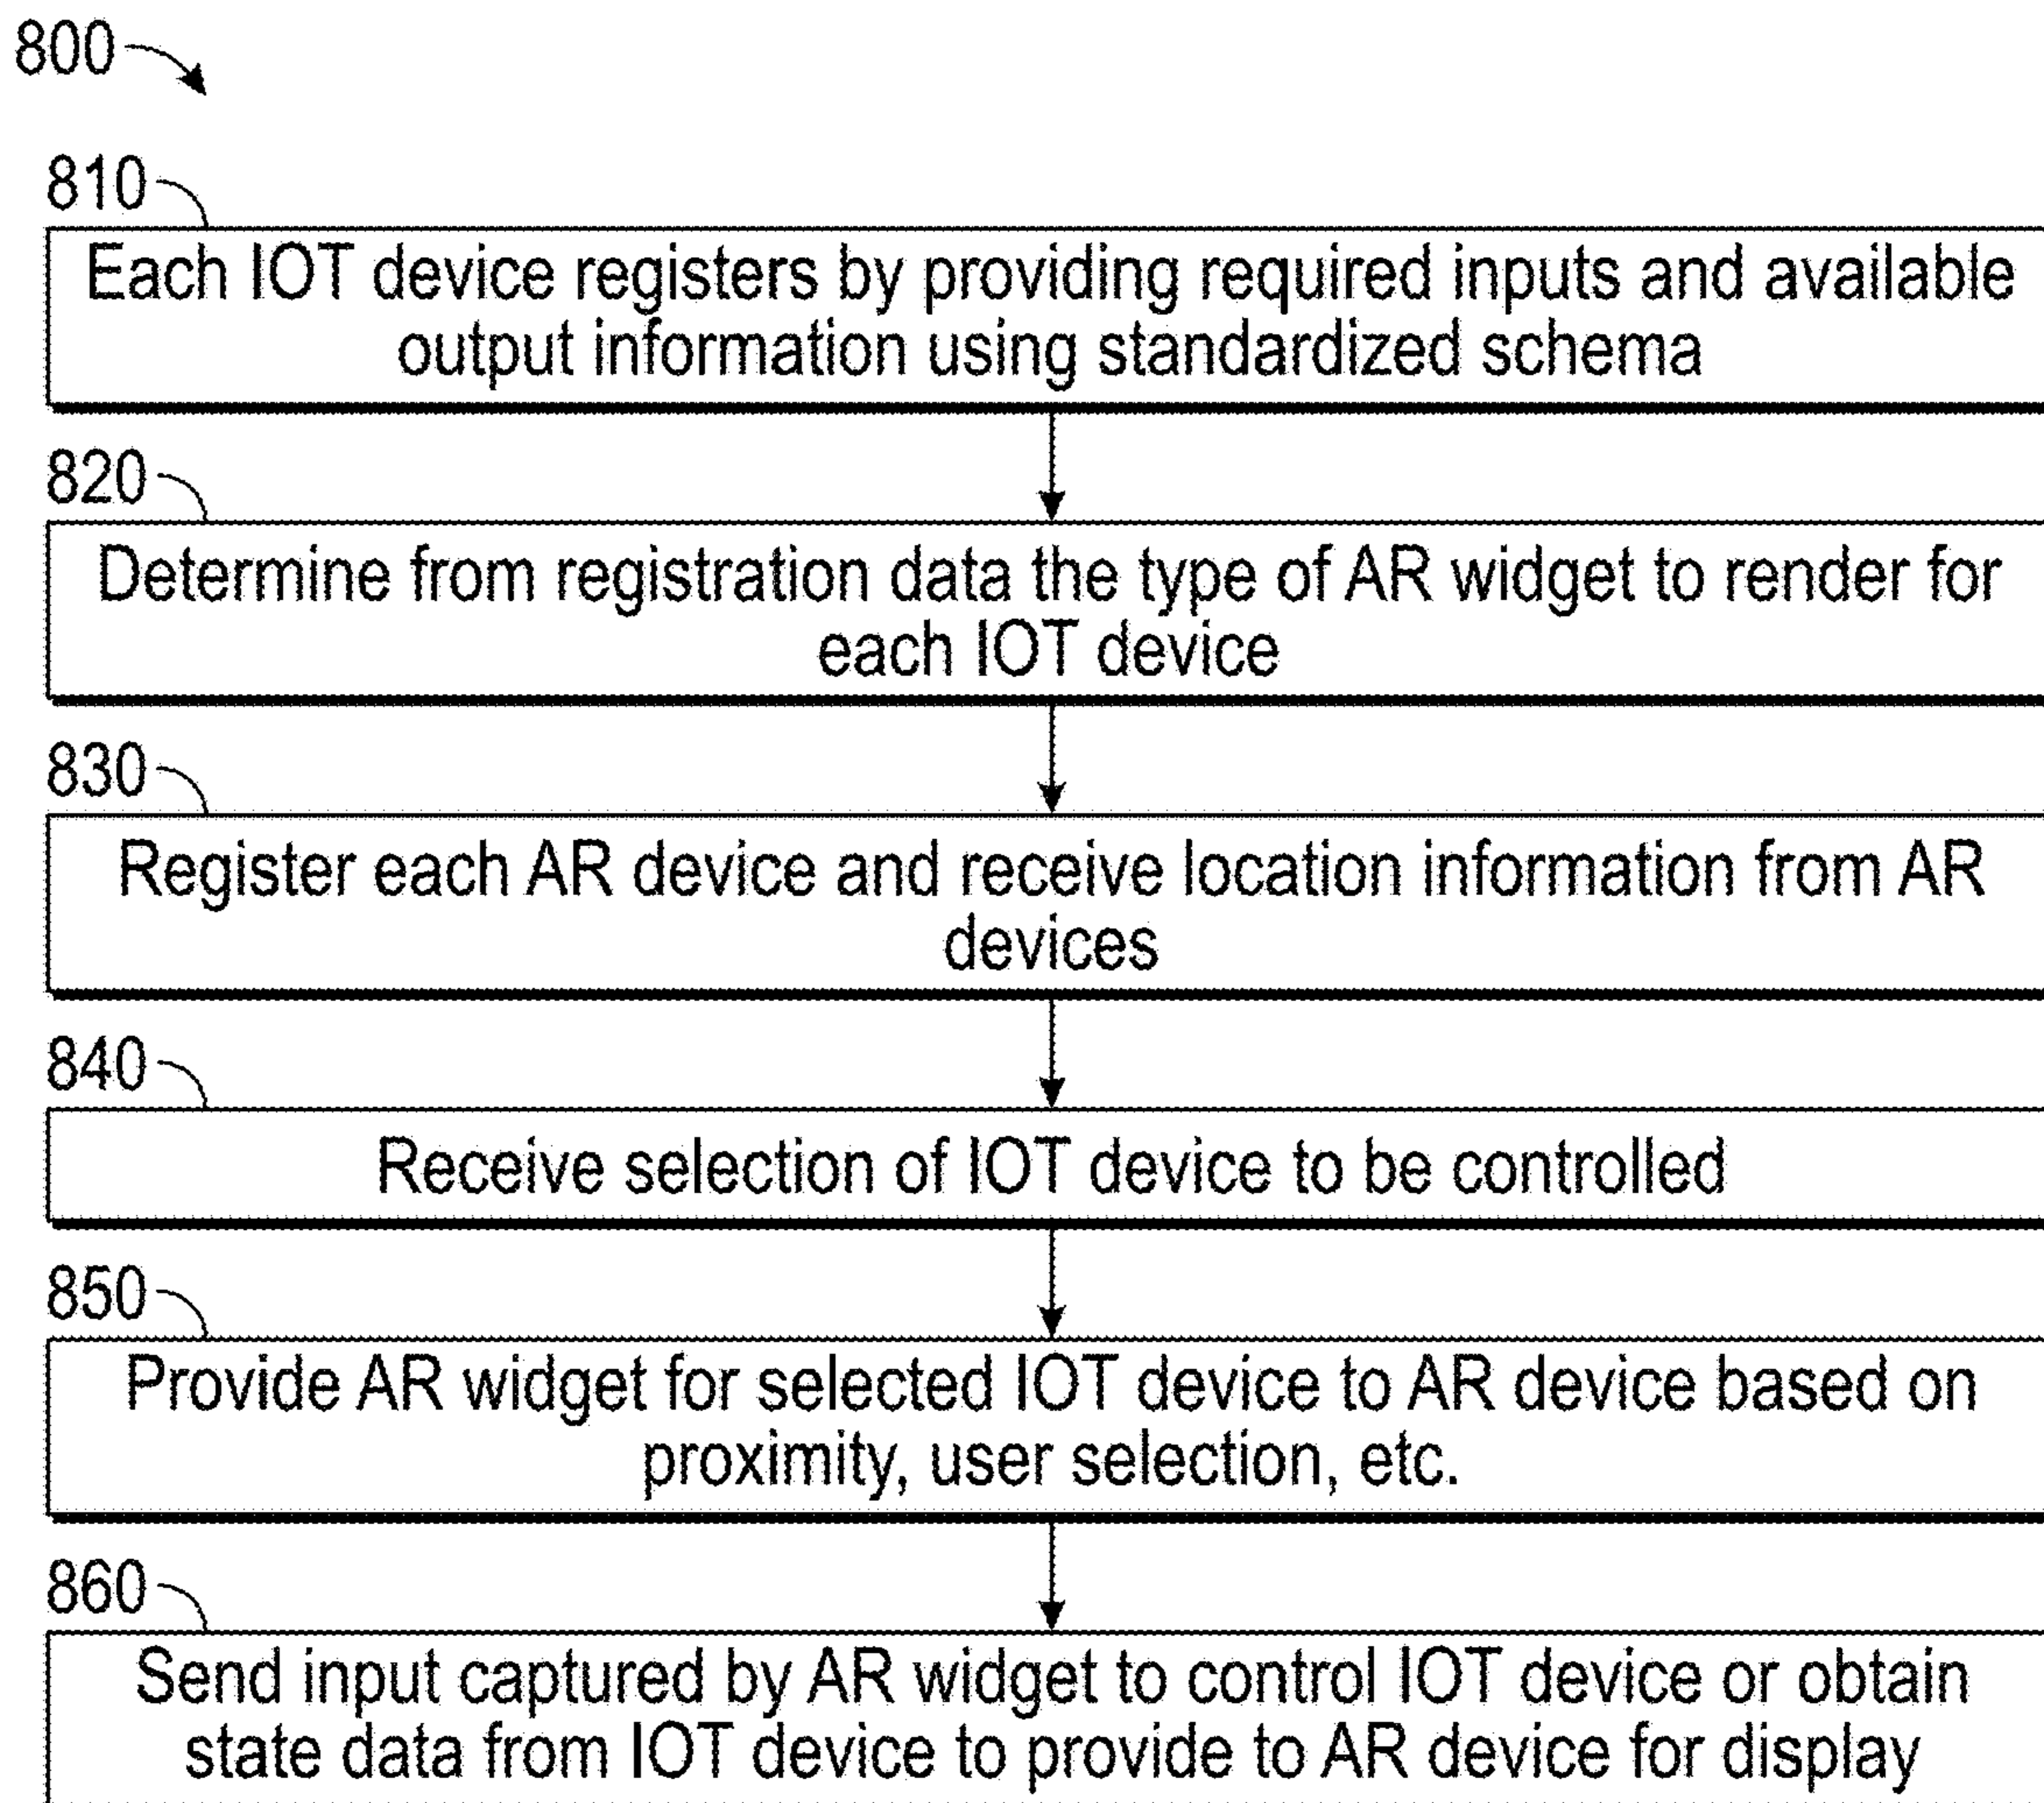 800
810
Each IOT device registers by providing required inputs and available
output information using standardized schema
820
Determine from registration data the type of AR widget to render for
each IOT device
830
Register each AR device and receive location information from AR
devices
840
Receive selection of IOT device to be controlled
850
Provide AR widget for selected IOT device to AR device based on
proximity, user selection, etc.
860
Send input captured by AR widget to control IOT device or obtain
state data from IOT device to provide to AR device for display